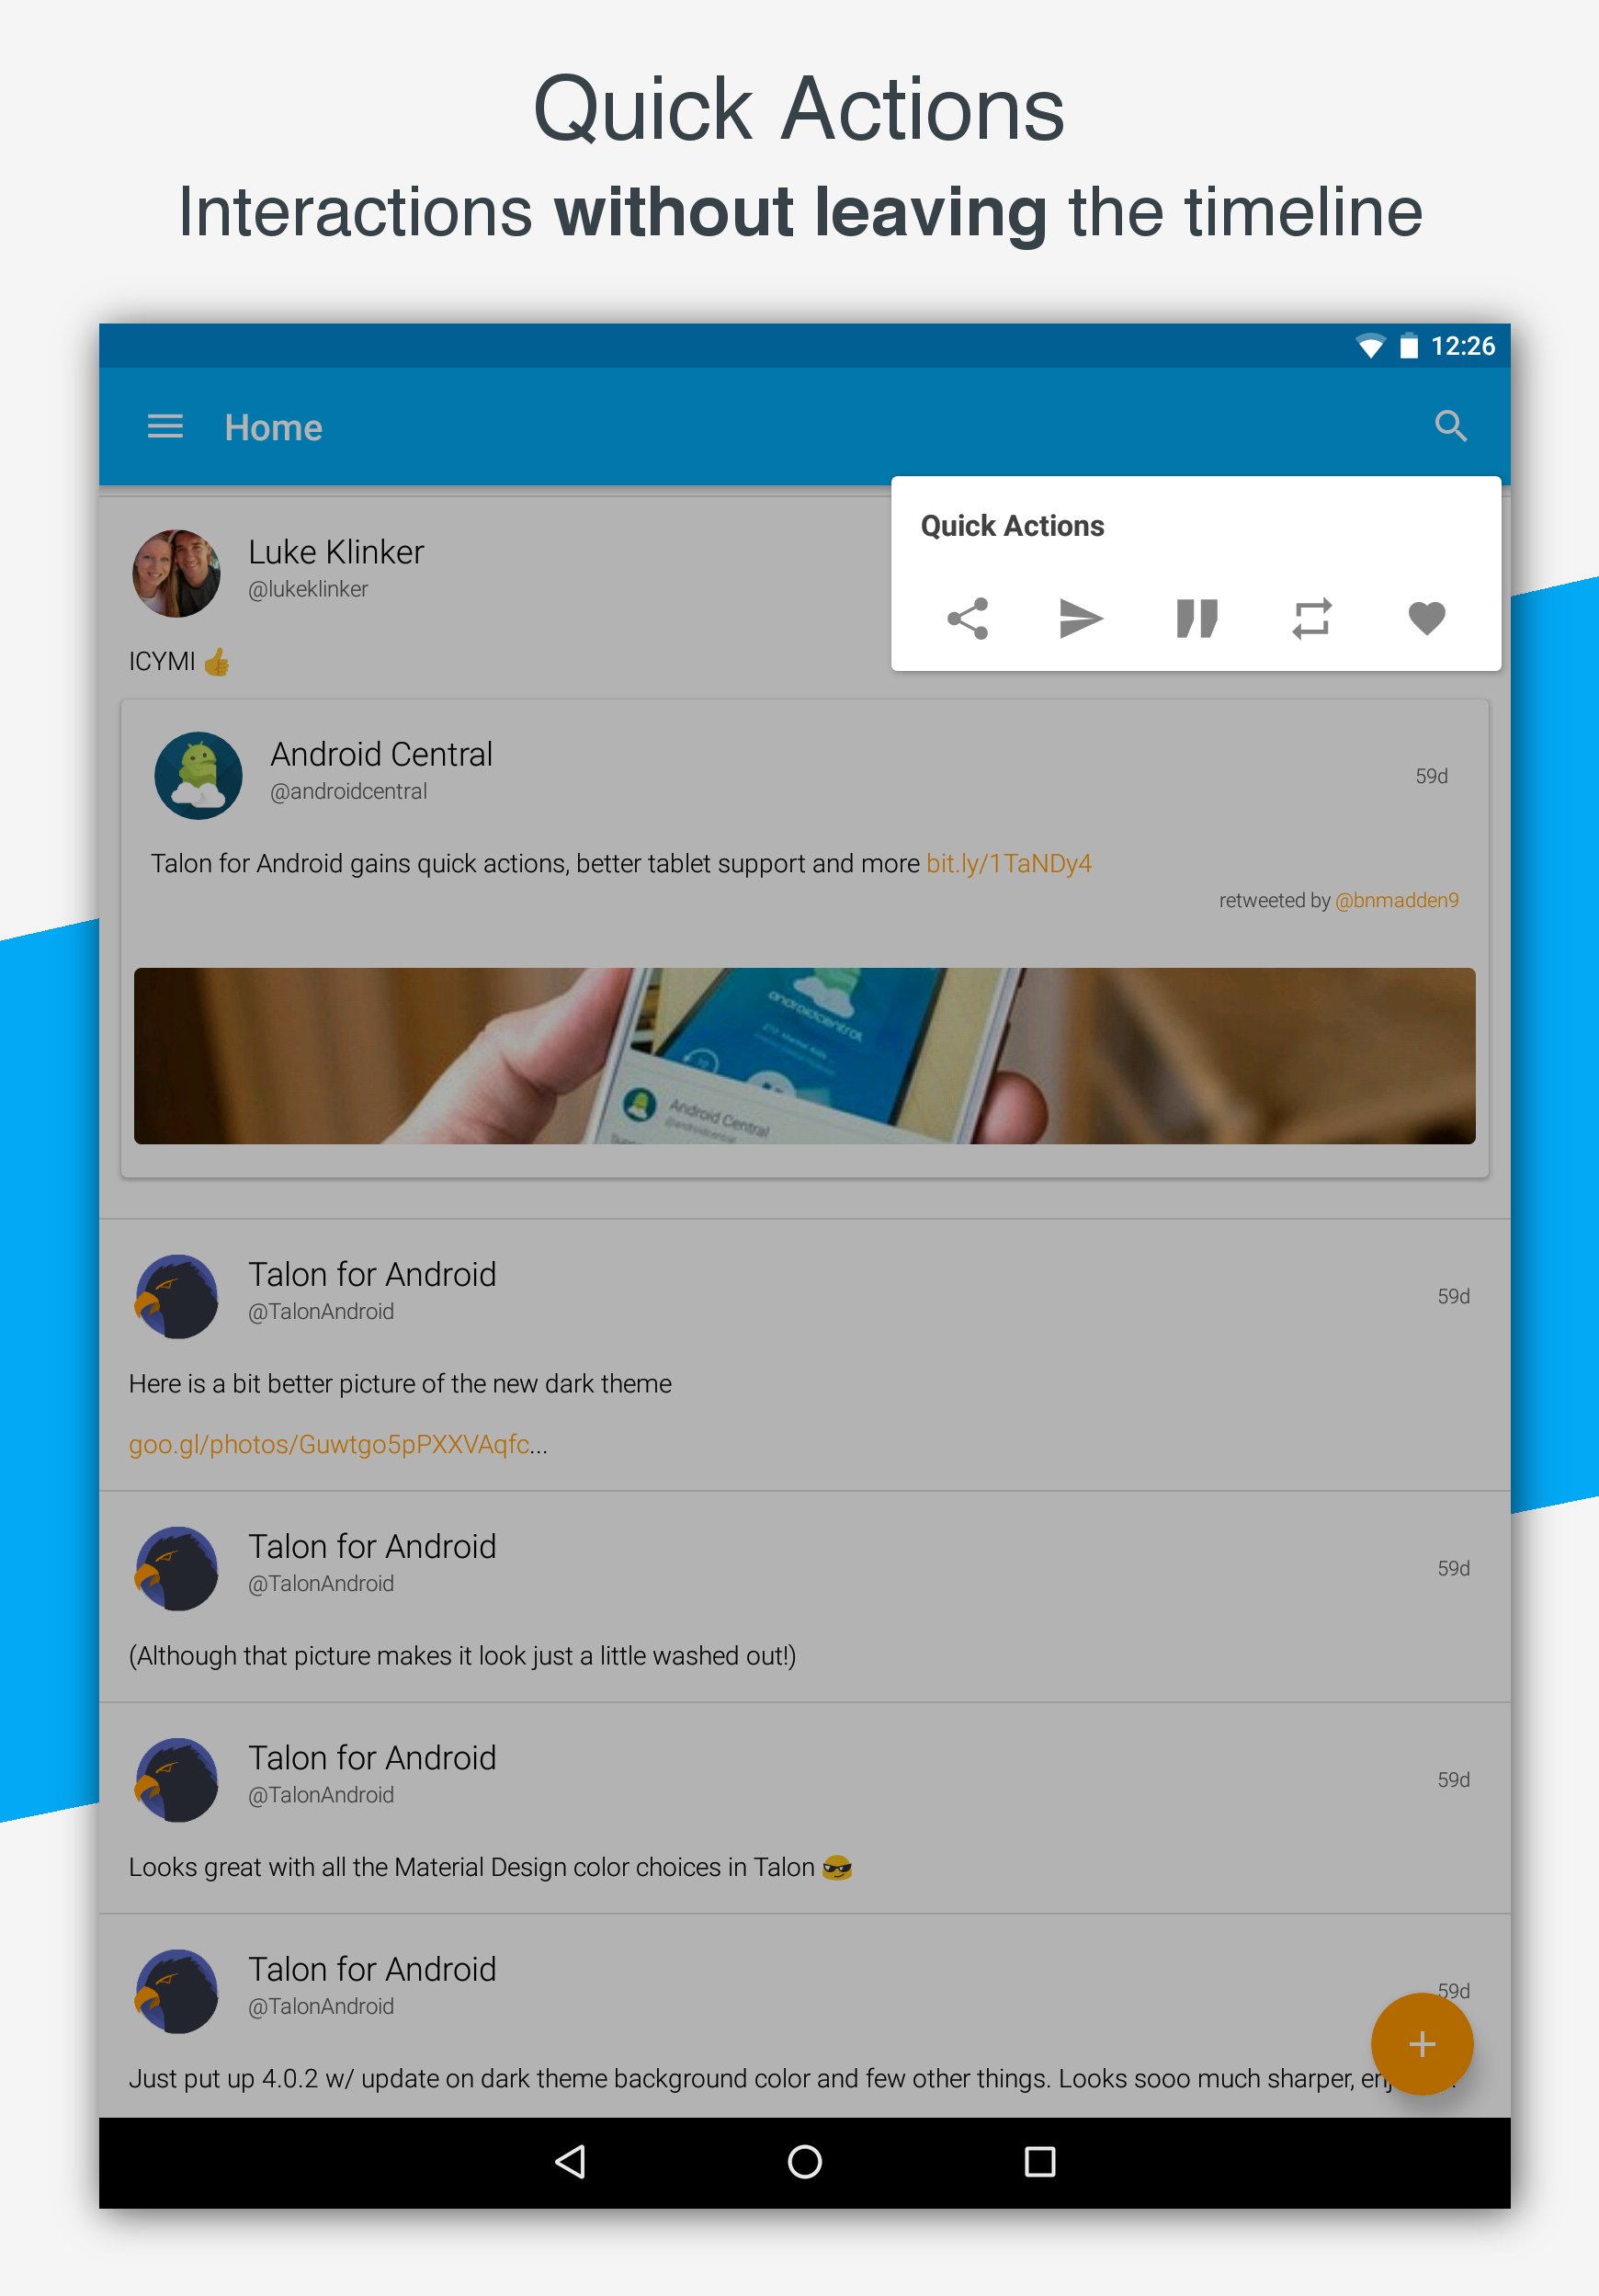 Quick Actions
Interactions without leaving the timeline
12:26
Home
Quick Actions
Luke Klinker
@lukeklinker
ICYMI 👍
Android Central
@androidcentral
59d
Talon for Android gains quick actions, better tablet support and more bit.ly/1TaNDy4
retweeted by @bnmadden9
androidcentral
Android Central
@androidcentral
Talon for Android
@TalonAndroid
59d
Here is a bit better picture of the new dark theme
goo.gl/photos/Guwtgo5pPXXVAqfc...
Talon for Android
@TalonAndroid
59d
(Although that picture makes it look just a little washed out!)
Talon for Android
@TalonAndroid
59d
Looks great with all the Material Design color choices in Talon 😎
Talon for Android
@TalonAndroid
59d
Just put up 4.0.2 w/ update on dark theme background color and few other things. Looks sooo much sharper,